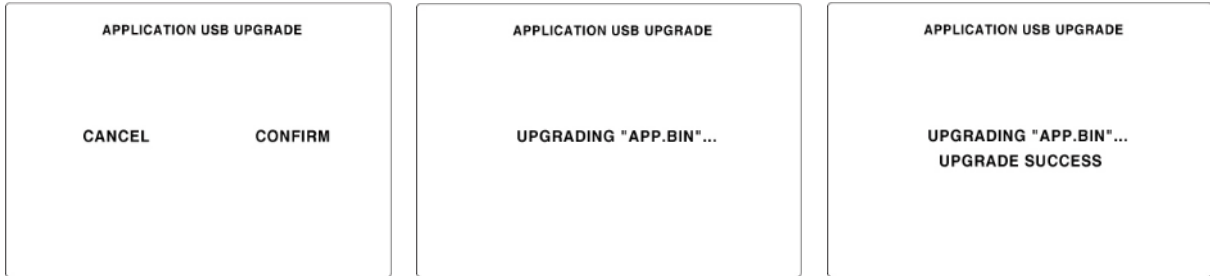 APPLICATION USB UPGRADE
CANCEL CONFIRM
APPLICATION USB UPGRADE
UPGRADING "APP.BIN"...
APPLICATION USB UPGRADE
UPGRADING "APP.BIN"...
UPGRADE SUCCESS